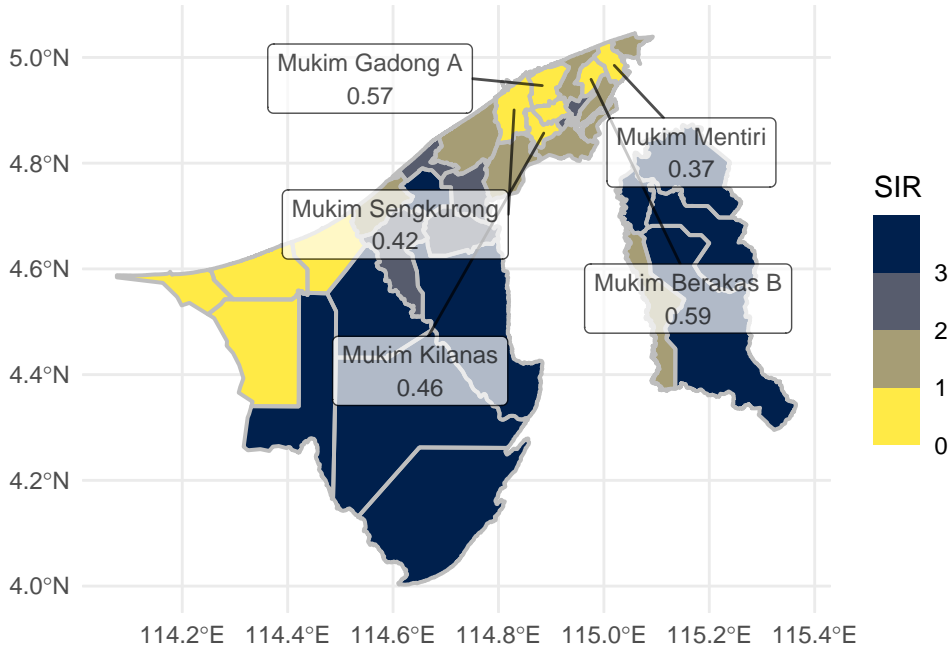 5.0°N
4.8°N
4.6°N
4.4°N
4.2°N
4.0°N
Mukim Gadong A
0.57
Mukim Mentiri
0.37
Mukim Sengkurong
0.42
Mukim Berakas B
0.59
Mukim Kilanas
0.46
SIR
3
2
1
0
114.2°E
114.4°E
114.6°E
114.8°E
115.0°E
115.2°E
115.4°E